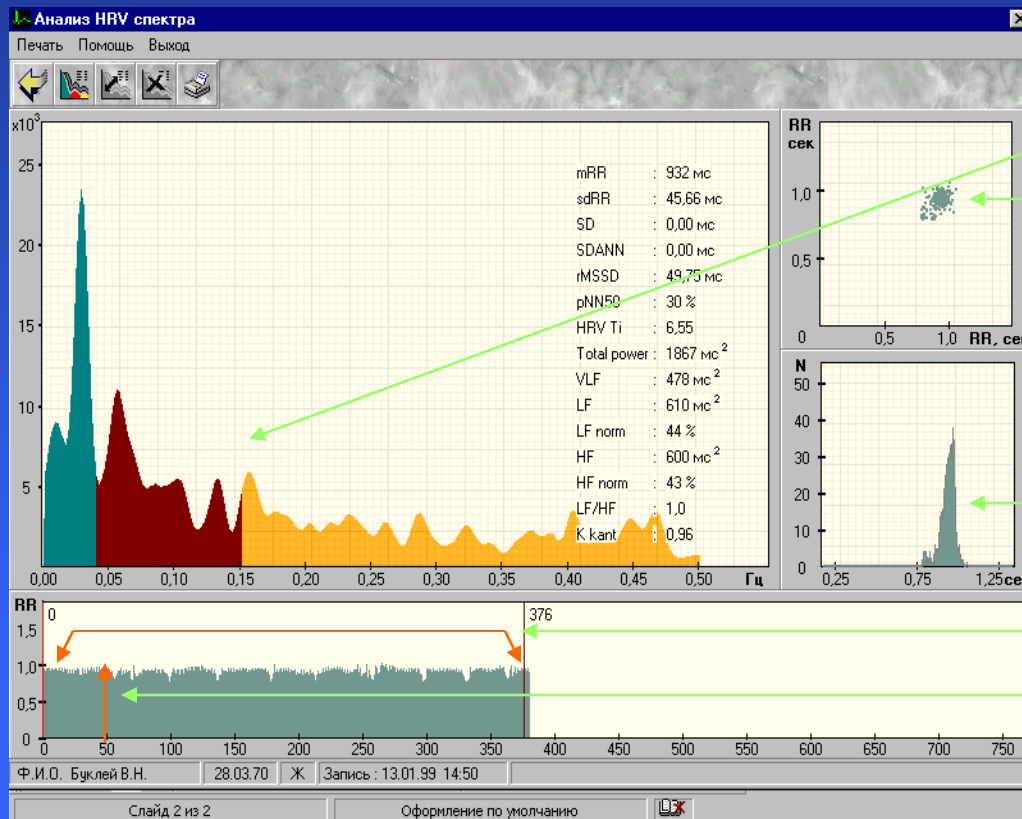 Анализ HRV спектра
Печать Помощь Выход
x10³
25
20
15
10
5
0,00 0,05 0,10 0,15 0,20 0,25 0,30 0,35 0,40 0,45 0,50 Гц
mRR : 932 мс
sdRR : 45,66 мс
SD : 0,00 мс
SDANN : 0,00 мс
rMSSD : 49,75 мс
pNN50 : 30 %
HRV Ti : 6,55
Total power : 1867 мс²
VLF : 478 мс²
LF : 610 мс²
LF norm : 44 %
HF : 600 мс²
HF norm : 43 %
LF/HF : 1,0
K kant : 0,96
RR
сек
1,0
0,5
0 0,5 1,0 RR, се
N
50
40
30
20
10
0
0,25 0,75 1,25 се
RR
0 376
1,5
1,0
0,5
0
0 50 100 150 200 250 300 350 400 450 500 550 600 650 700 750
Ф.И.О. Буклей В.Н. 28.03.70 Ж Запись : 13.01.99 14:50
Слайд 2 из 2 Оформление по умолчанию